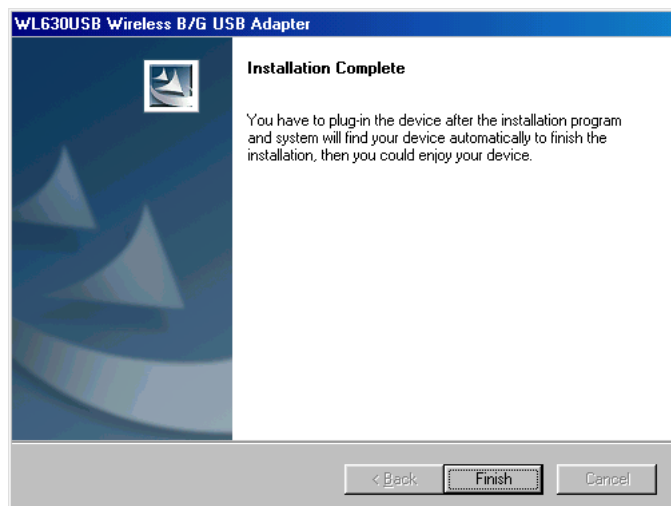 WL630USB Wireless B/G USB Adapter
Installation Complete
You have to plug-in the device after the installation program
and system will find your device automatically to finish the
installation, then you could enjoy your device.
< Back
Finish
Cancel